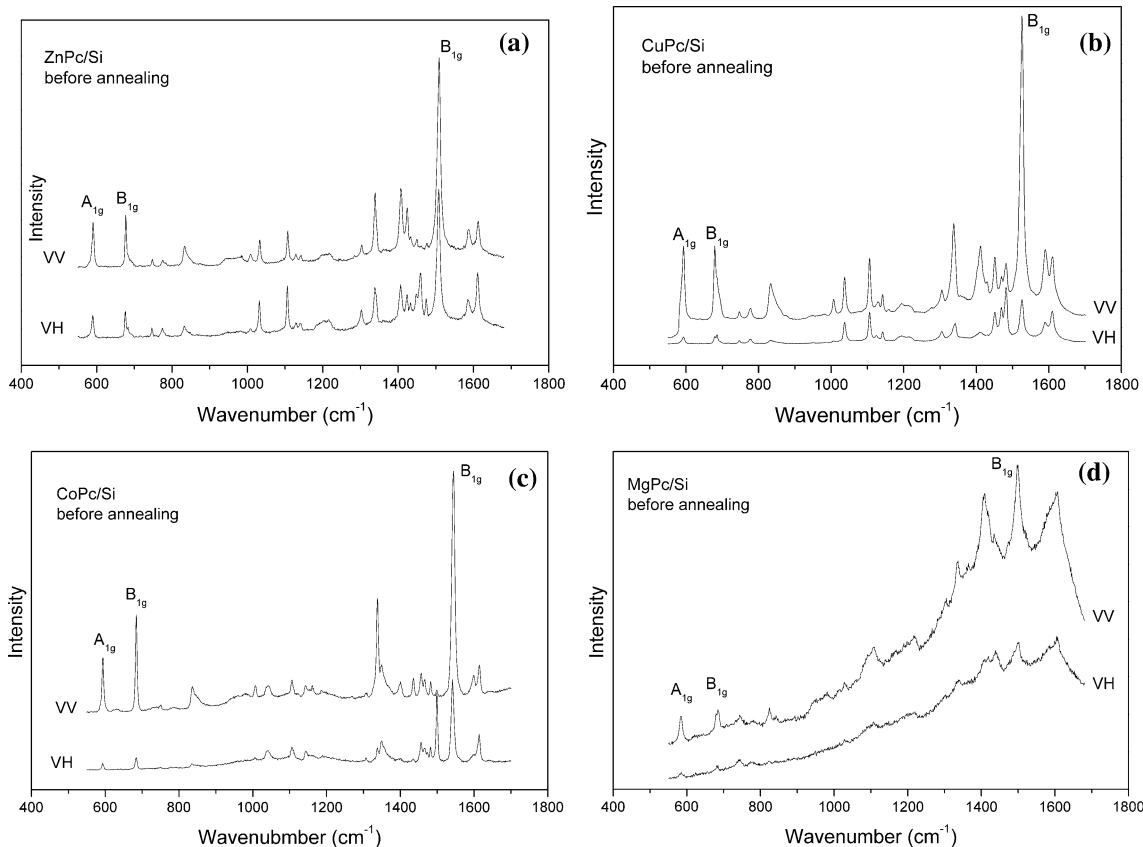 (a)
ZnPc/Si
before annealing
B1g
A1g
B1g
VV
VH
Intensity
400 600 800 1000 1200 1400 1600 1800
Wavenumber (cm-1)
(b)
CuPc/Si
before annealing
B1g
A1g
B1g
VV
VH
Intensity
400 600 800 1000 1200 1400 1600 1800
Wavenumber (cm-1)
(c)
CoPc/Si
before annealing
B1g
B1g
A1g
VV
VH
Intensity
400 600 800 1000 1200 1400 1600 1800
Wavenubmber (cm-1)
(d)
MgPc/Si
before annealing
B1g
A1g
B1g
VV
VH
Intensity
400 600 800 1000 1200 1400 1600 1800
Wavenumber (cm-1)